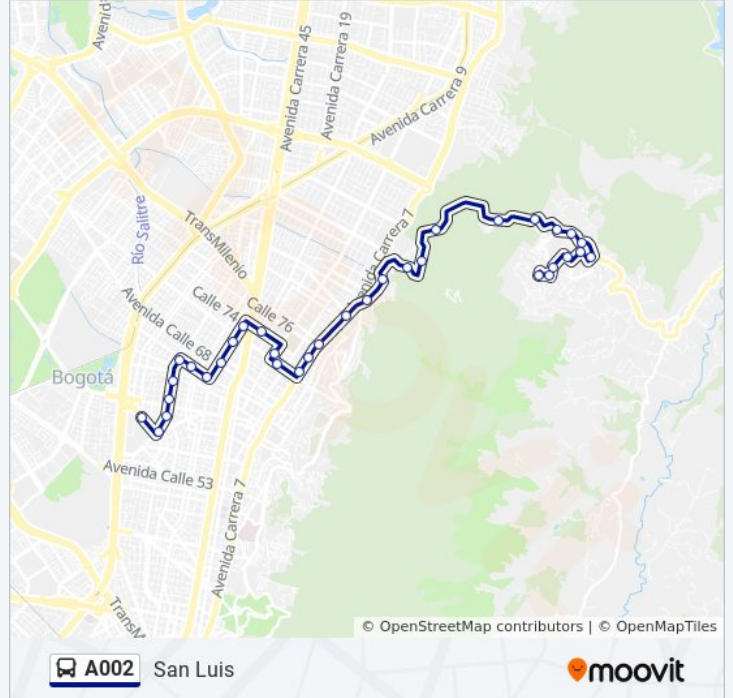 Avenida
Avenida Carrera 45
Avenida Carrera 19
Avenida Carrera 9
Río Salitre
TransMilenio
Avenida Carrera 7
Calle 74
Calle 76
Avenida Calle 68
Bogotá
Avenida Calle 53
Avenida Carrera 7
TransM
© OpenStreetMap contributors | © OpenMapTiles
A002 San Luis
moovit